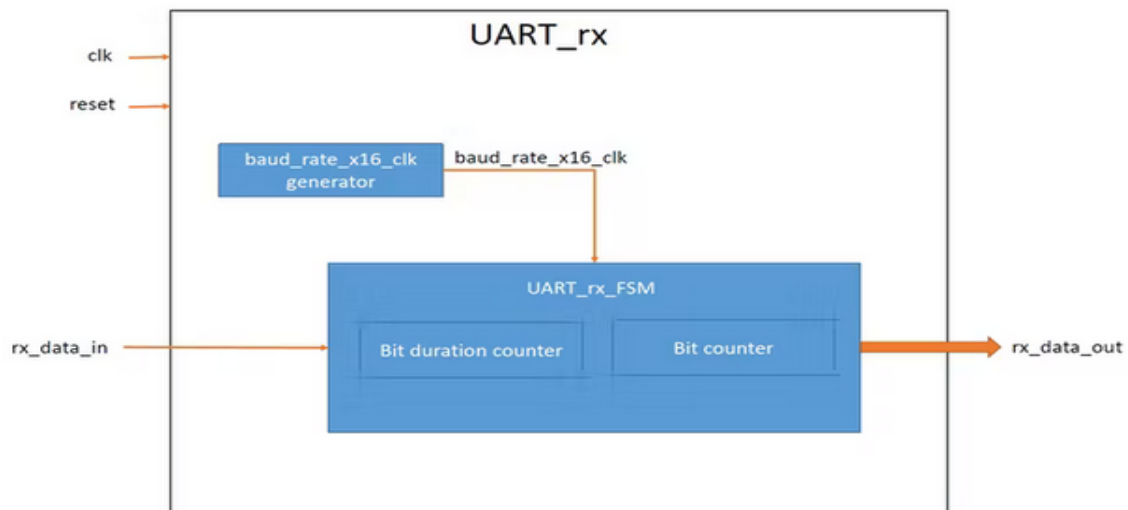 UART_rx
clk
reset
baud_rate_x16_clk
generator
baud_rate_x16_clk
UART_rx_FSM
rx_data_in
Bit duration counter
Bit counter
rx_data_out